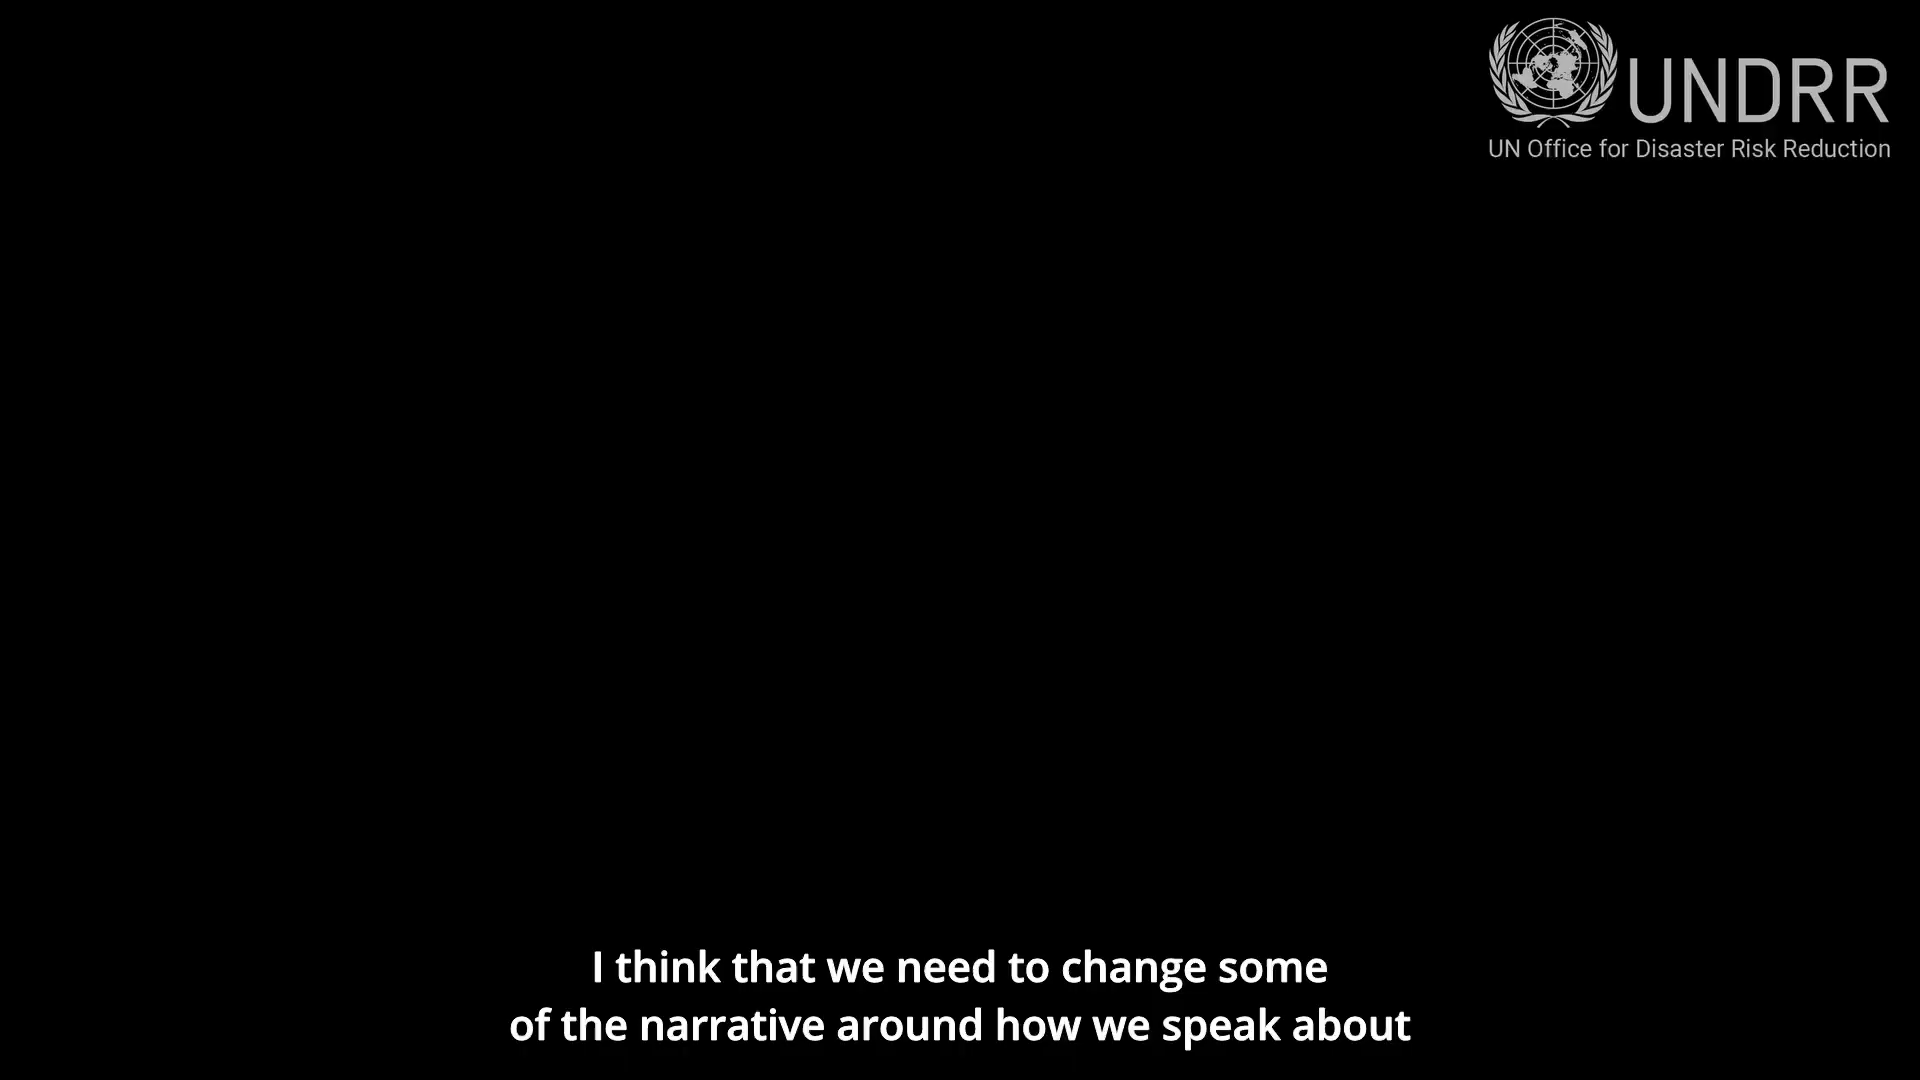 UNDRR
UN Office for Disaster Risk Reduction
I think that we need to change some
of the narrative around how we speak about